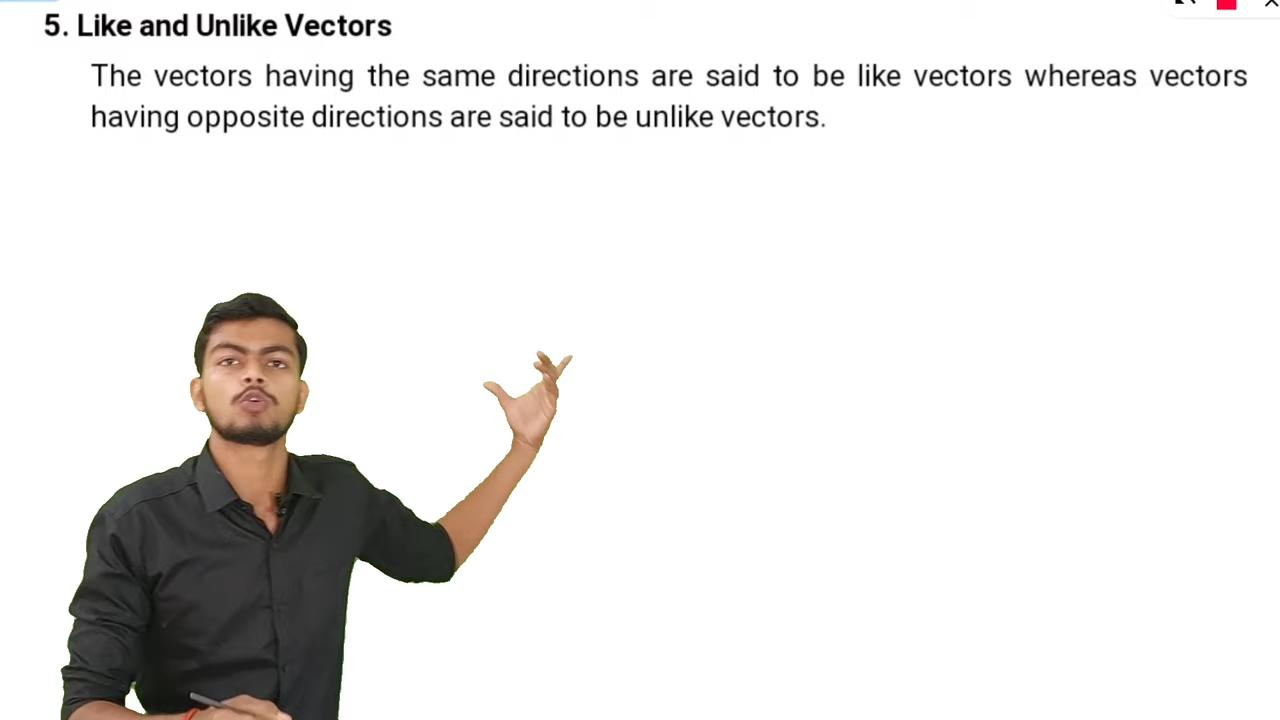 5. Like and Unlike Vectors
The vectors having the same directions are said to be like vectors whereas vectors
having opposite directions are said to be unlike vectors.